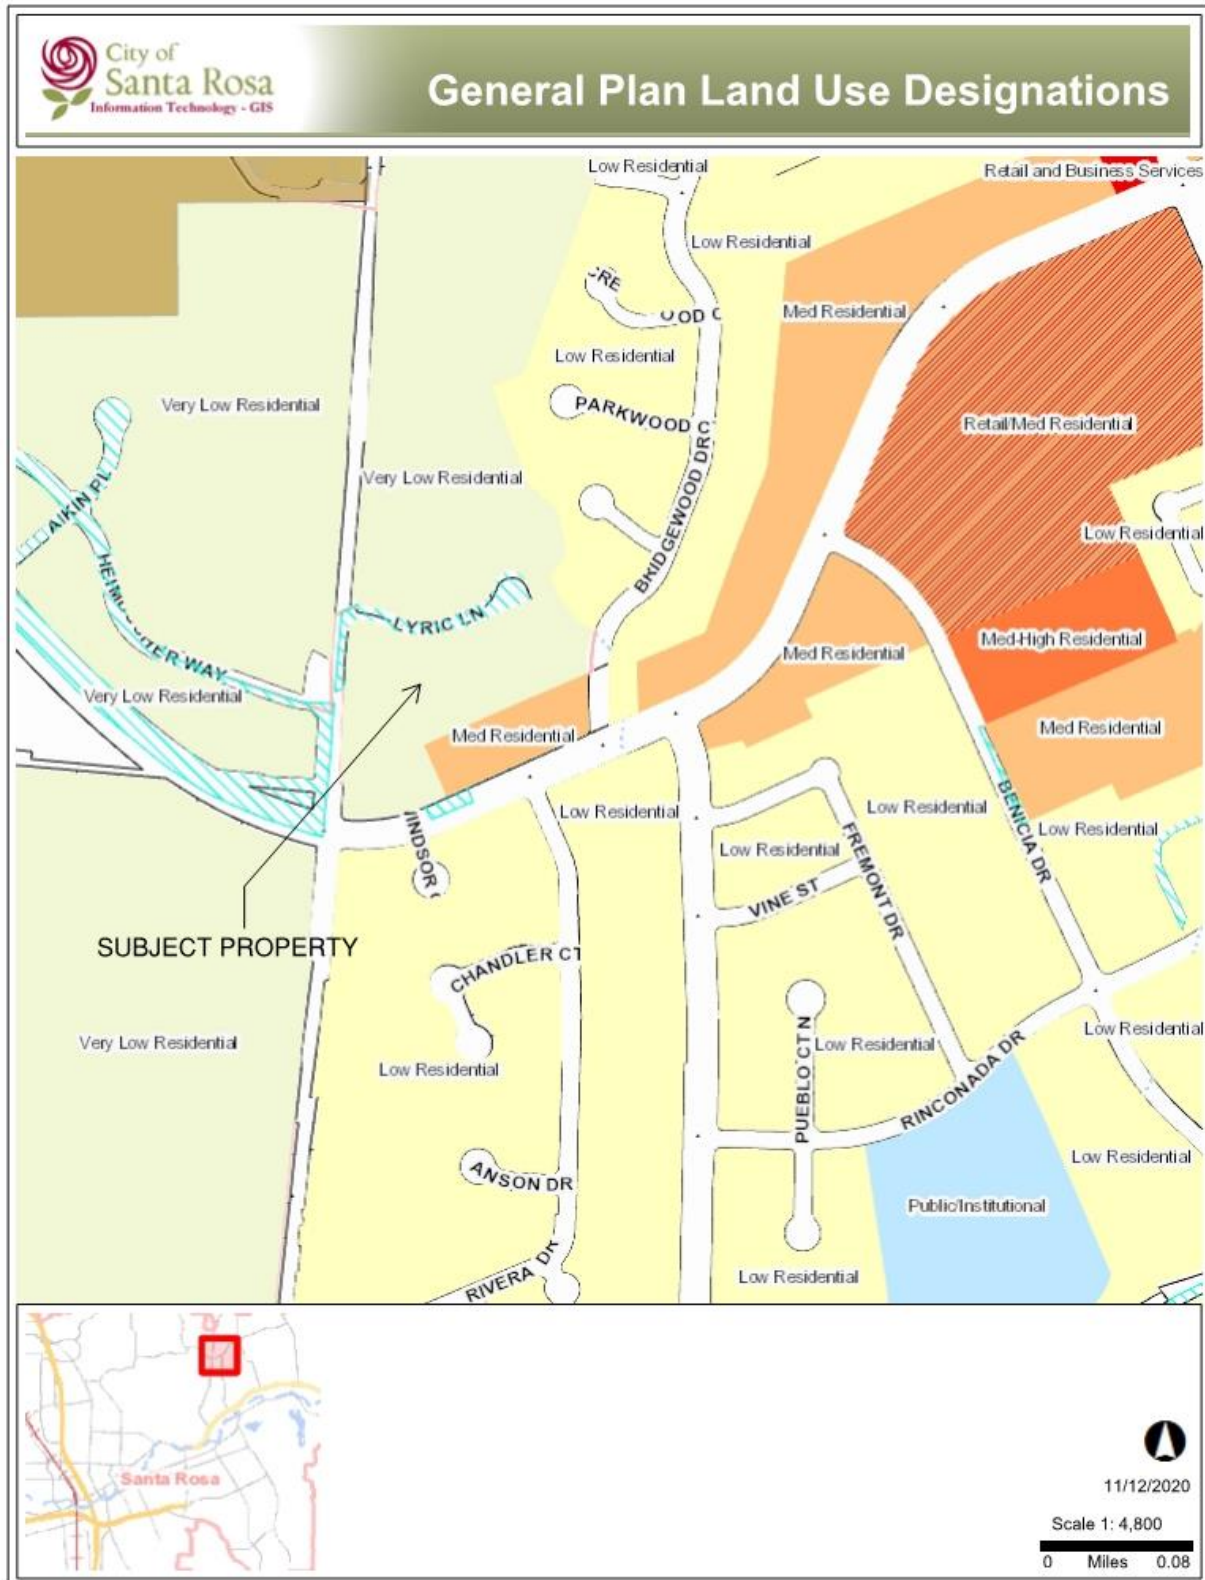 City of
Santa Rosa
Information Technology - GIS
General Plan Land Use Designations
Low Residential
Retail and Business Services
Low Residential
CRE
OOD C
Med Residential
Low Residential
Very Low Residential
PARKWOOD C
Retail/Med Residential
Very Low Residential
BRIDGEWOOD DR
AIKIN PL
Low Residential
WAY
LYRIC LN
Med-High Residential
Med Residential
Very Low Residential
Med Residential
Med Residential
Low Residential
Low Residential
BENICIA DR
Low Residential
INDSOR C
Low Residential
FREMONT DR
VINE ST
SUBJECT PROPERTY
CHANDLER CT
Very Low Residential
Low Residential
PUEBLO CT N
Low Residential
RINCONADA DR
Low Residential
ANSON DR
Low Residential
Public/Institutional
RIVERA DR
Low Residential
Santa Rosa
11/12/2020
Scale 1: 4,800
0 Miles 0.08